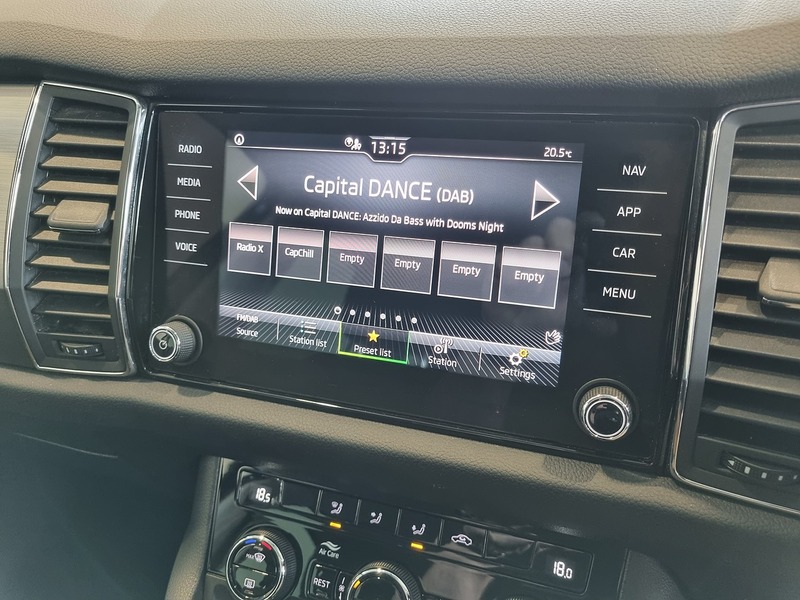 13:15
20.5°C
RADIO
MEDIA
PHONE
VOICE
Capital DANCE (DAB)
Now on Capital DANCE: Azzido Da Bass with Dooms Night
Radio X
CapChill
Empty
Empty
Empty
Empty
FM/DAB
Source
Station list
Preset list
Station
Settings
NAV
APP
CAR
MENU
18.5
18.0
MAX
Air Care
REST